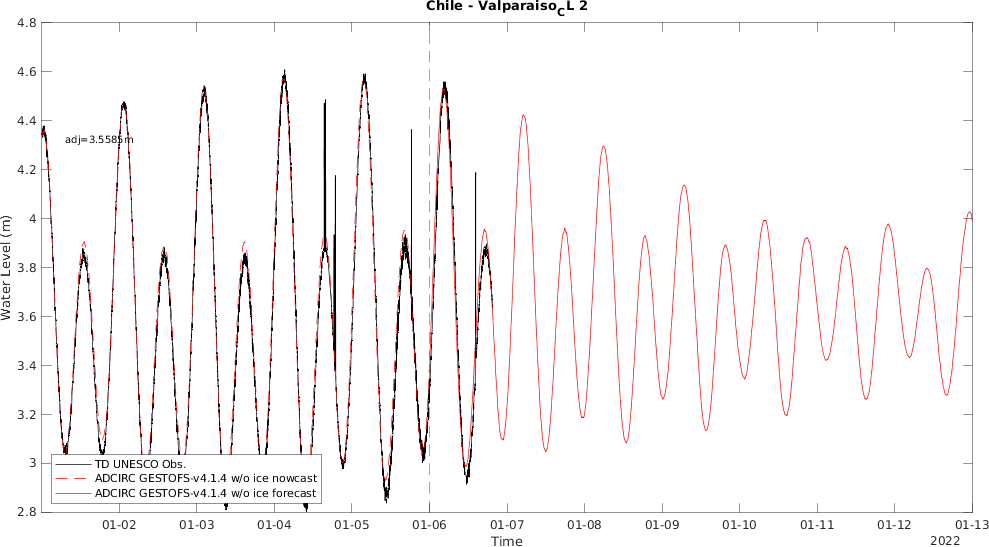 Chile - Valparaiso_CL 2
4.8
4.6
4.4
4.2
4
3.8
3.6
3.4
3.2
3
2.8
Water Level (m)
adj=3.5585m
TD UNESCO Obs.
ADCIRC GESTOFS-v4.1.4 w/o ice nowcast
ADCIRC GESTOFS-v4.1.4 w/o ice forecast
01-02 01-03 01-04 01-05 01-06 01-07 01-08 01-09 01-10 01-11 01-12 01-13
Time
2022